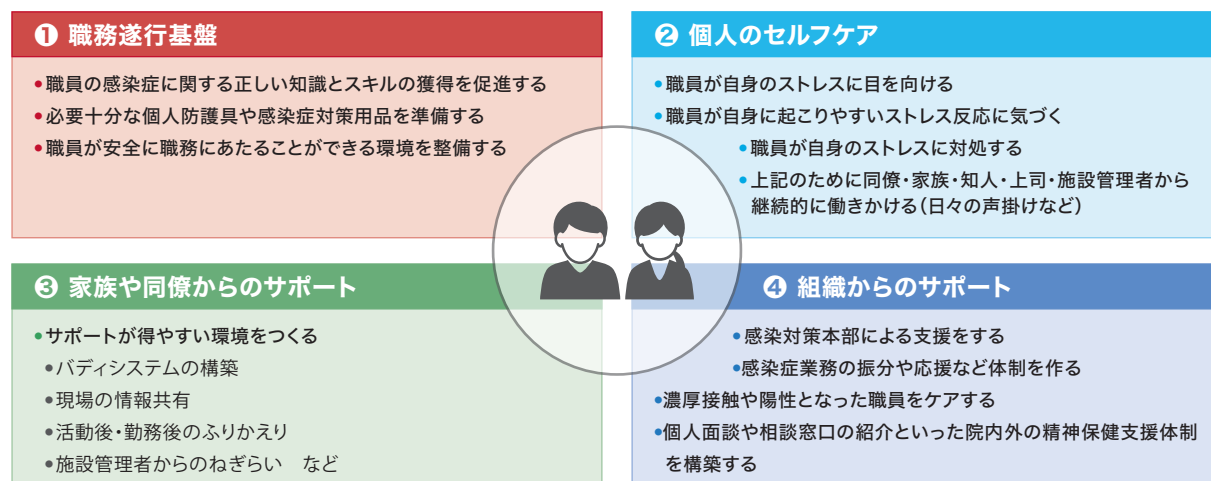 ❶ 職務遂行基盤
•職員の感染症に関する正しい知識とスキルの獲得を促進する
•必要十分な個人防護具や感染症対策用品を準備する
•職員が安全に職務にあたることができる環境を整備する
❷ 個人のセルフケア
•職員が自身のストレスに目を向ける
•職員が自身に起こりやすいストレス反応に気づく
•職員が自身のストレスに対処する
•上記のために同僚・家族・知人・上司・施設管理者から
継続的に働きかける（日々の声掛けなど）
❸ 家族や同僚からのサポート
•サポートが得やすい環境をつくる
•バディシステムの構築
•現場の情報共有
•活動後・勤務後のふりかえり
•施設管理者からのねぎらい　など
❹ 組織からのサポート
•感染対策本部による支援をする
•感染症業務の振分や応援など体制を作る
•濃厚接触や陽性となった職員をケアする
•個人面談や相談窓口の紹介といった院内外の精神保健支援体制
を構築する